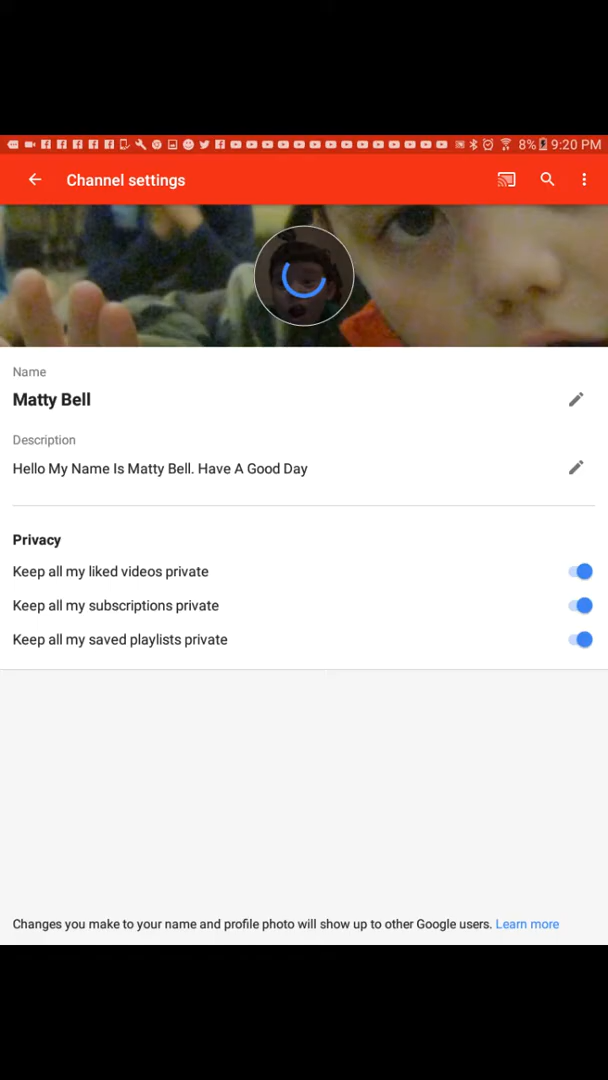 8% 9:20 PM
Channel settings
Name
Matty Bell
Description
Hello My Name Is Matty Bell. Have A Good Day
Privacy
Keep all my liked videos private
Keep all my subscriptions private
Keep all my saved playlists private
Changes you make to your name and profile photo will show up to other Google users. Learn more